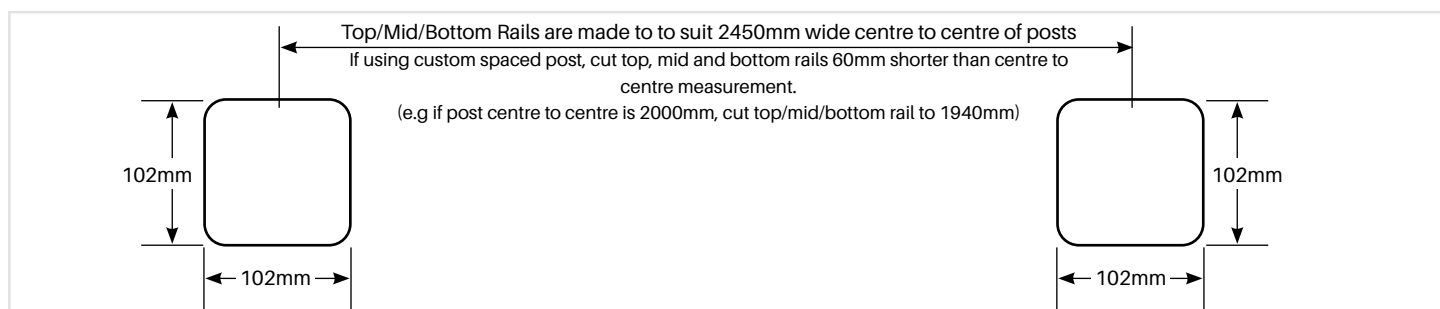 Top/Mid/Bottom Rails are made to to suit 2450mm wide centre to centre of posts
If using custom spaced post, cut top, mid and bottom rails 60mm shorter than centre to
centre measurement.
(e.g if post centre to centre is 2000mm, cut top/mid/bottom rail to 1940mm)
102mm
102mm
102mm
102mm